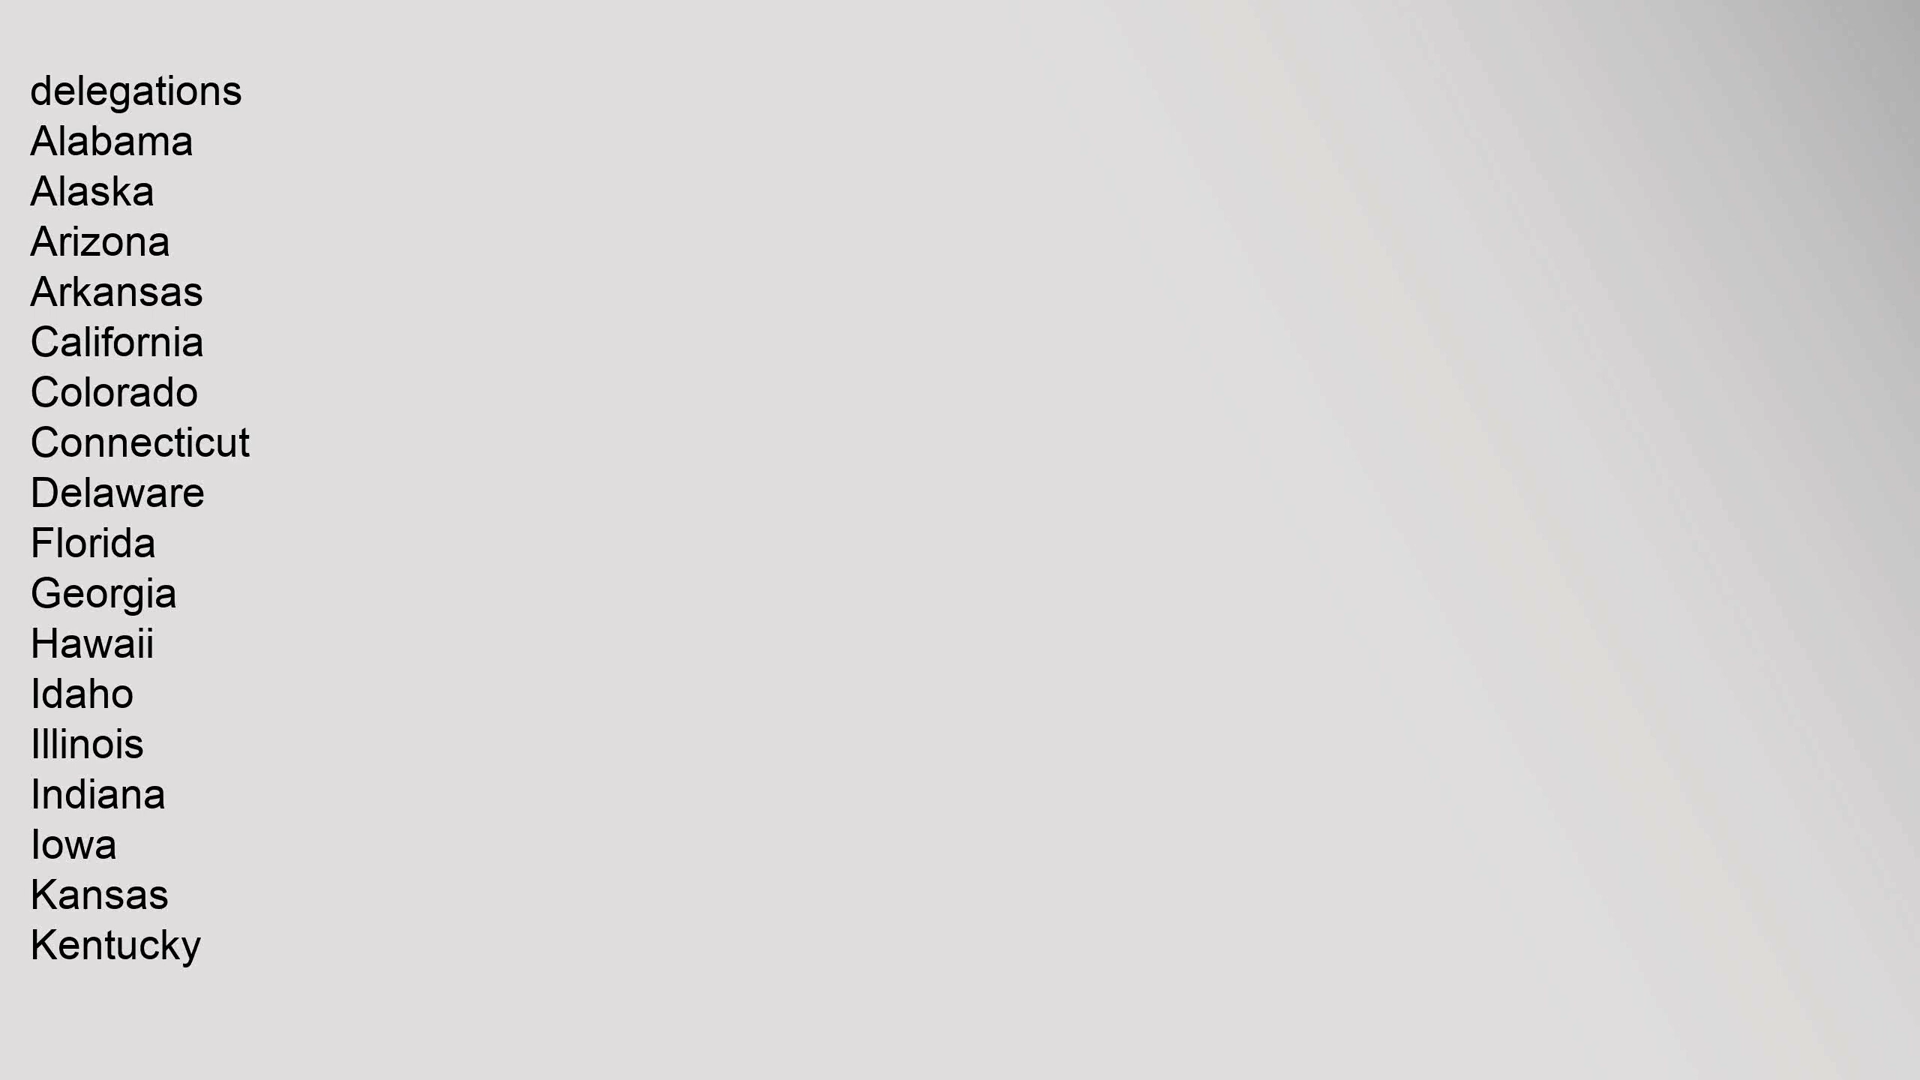 delegations
Alabama
Alaska
Arizona
Arkansas
California
Colorado
Connecticut
Delaware
Florida
Georgia
Hawaii
Idaho
Illinois
Indiana
Iowa
Kansas
Kentucky